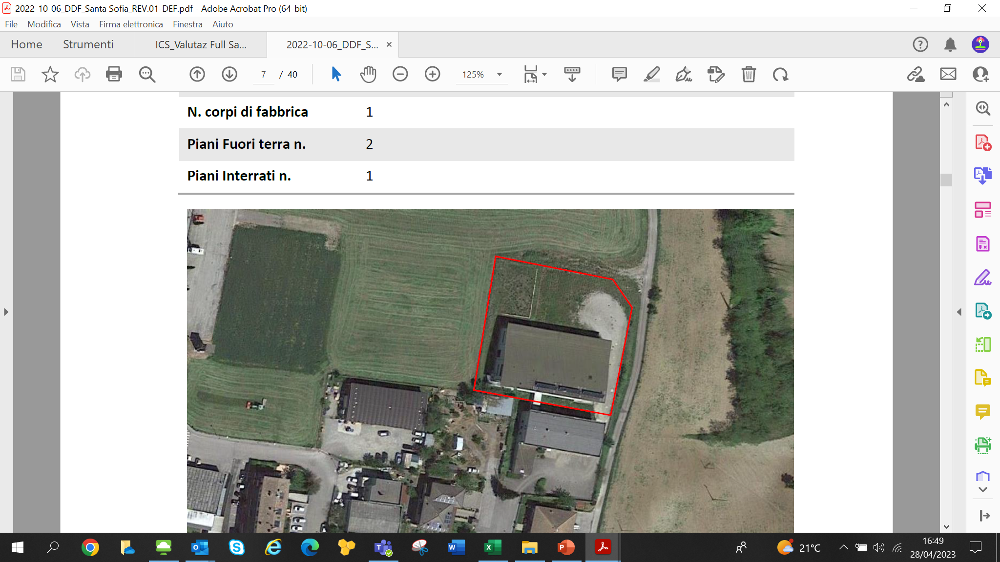 2022-10-06_DDF_Santa Sofia_REV.01-DEF.pdf - Adobe Acrobat Pro (64-bit)
File Modifica Vista Firma elettronica Finestra Aiuto
Home Strumenti ICS_Valutaz Full Sa... 2022-10-06_DDF_S... ×
7 / 40 125%
N. corpi di fabbrica 1
Piani Fuori terra n. 2
Piani Interrati n. 1
21°C
16:49
28/04/2023